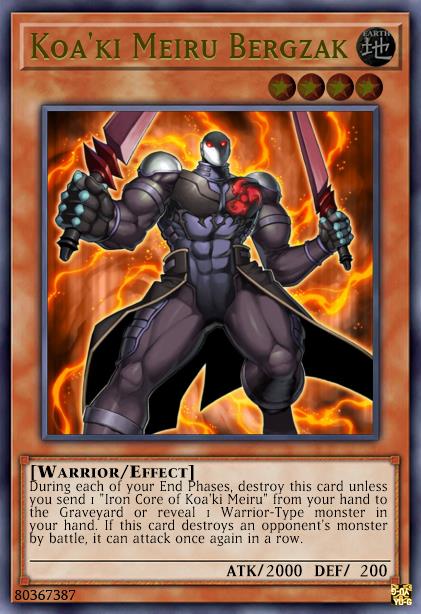 Koa'ki Meiru Bergzak
EARTH
地
[Warrior/Effect]
During each of your End Phases, destroy this card unless
you send 1 "Iron Core of Koa'ki Meiru" from your hand to
the Graveyard or reveal 1 Warrior-Type monster in
your hand. If this card destroys an opponent's monster
by battle, it can attack once again in a row.
ATK/2000 DEF/ 200
80367387